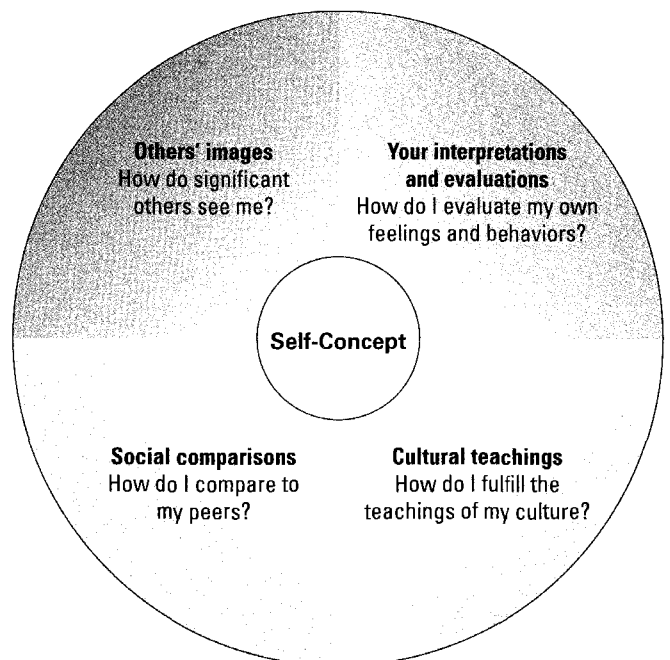 Others' images
How do significant
others see me?
Your interpretations
and evaluations
How do I evaluate my own
feelings and behaviors?
Self-Concept
Social comparisons
How do I compare to
my peers?
Cultural teachings
How do I fulfill the
teachings of my culture?